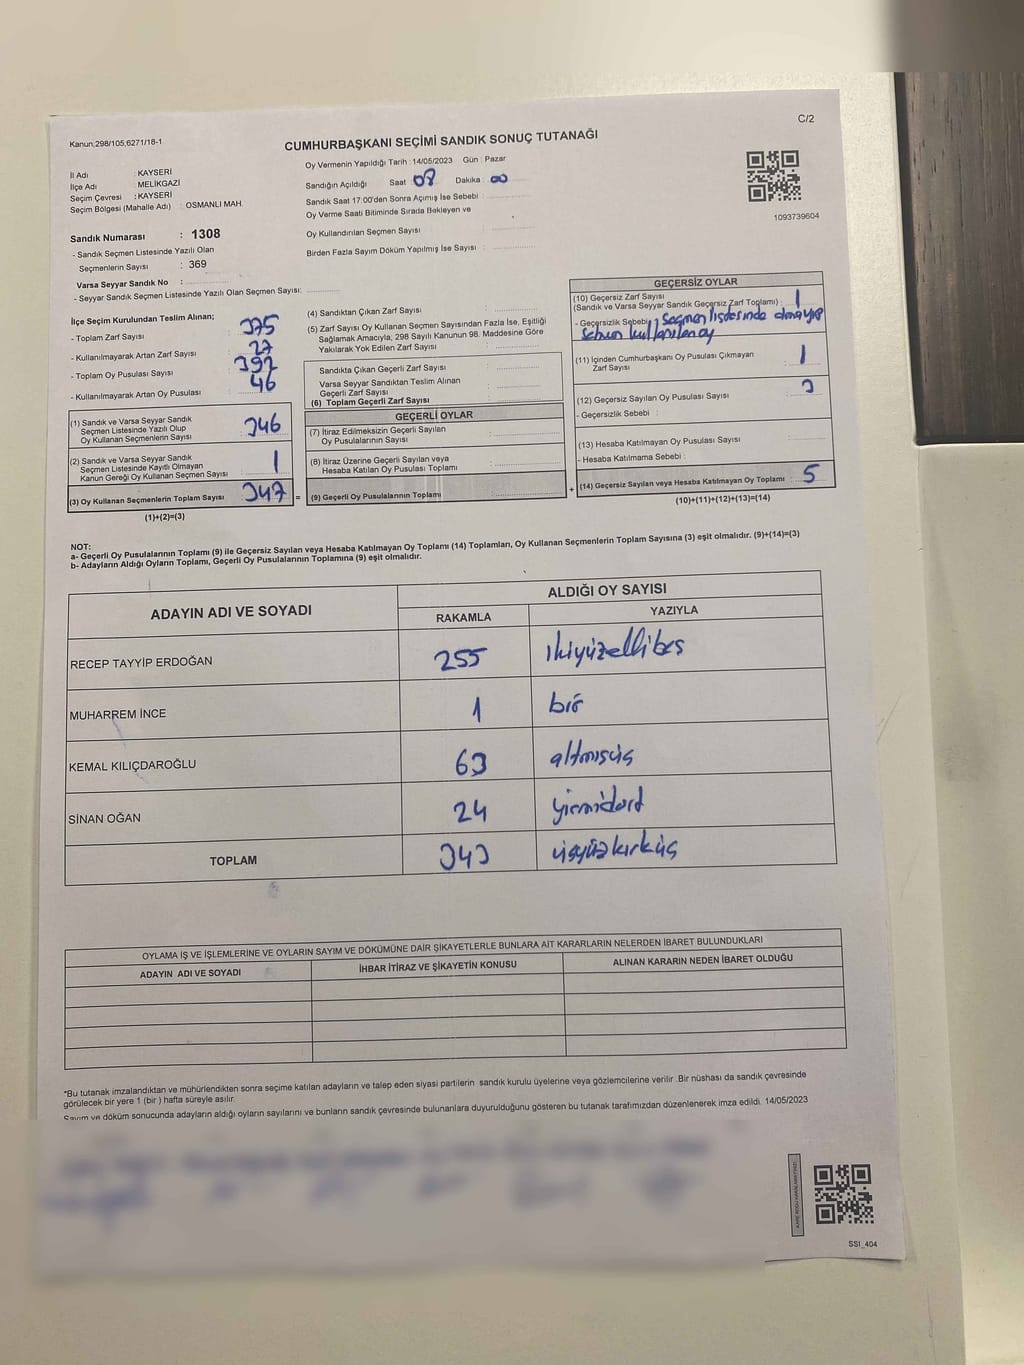 Kanun;298/105;6271/18-1
C/2
CUMHURBAŞKANI SEÇİMİ SANDIK SONUÇ TUTANAĞI
İl Adı : KAYSERİ
İlçe Adı : MELİKGAZİ
Seçim Çevresi : KAYSERİ
Seçim Bölgesi (Mahalle Adı) : OSMANLI MAH.
Sandık Numarası : 1308
- Sandık Seçmen Listesinde Yazılı Olan
Seçmenlerin Sayısı : 369
Varsa Seyyar Sandık No :
- Seyyar Sandık Seçmen Listesinde Yazılı Olan Seçmen Sayısı:
Oy Vermenin Yapıldığı Tarih : 14/05/2023 Gün : Pazar
Sandığın Açıldığı Saat 08 Dakika : 00
Sandık Saat 17:00'den Sonra Açımış İse Sebebi :
Oy Verme Saati Bitiminde Sırada Bekleyen ve
Oy Kullandırılan Seçmen Sayısı :
Birden Fazla Sayım Döküm Yapılmış İse Sayısı :
1093739604
İlçe Seçim Kurulundan Teslim Alınan;
- Toplam Zarf Sayısı : 375
- Kullanılmayarak Artan Zarf Sayısı : 27
- Toplam Oy Pusulası Sayısı : 392
- Kullanılmayarak Artan Oy Pusulası : 46
(1) Sandık ve Varsa Seyyar Sandık
Seçmen Listesinde Yazılı Olup
Oy Kullanan Seçmenlerin Sayısı : 346
(2) Sandık ve Varsa Seyyar Sandık
Seçmen Listesinde Kayıtlı Olmayan
Kanun Gereği Oy Kullanan Seçmen Sayısı : 1
(3) Oy Kullanan Seçmenlerin Toplam Sayısı : 347 =
(1)+(2)=(3)
(4) Sandıktan Çıkan Zarf Sayısı :
(5) Zarf Sayısı Oy Kullanan Seçmen Sayısından Fazla İse, Eşitliği
Sağlamak Amacıyla, 298 Sayılı Kanunun 98. Maddesine Göre
Yakılarak Yok Edilen Zarf Sayısı :
Sandıkta Çıkan Geçerli Zarf Sayısı :
Varsa Seyyar Sandıktan Teslim Alınan
Geçerli Zarf Sayısı :
(6) Toplam Geçerli Zarf Sayısı :
GEÇERLİ OYLAR
(7) İtiraz Edilmeksizin Geçerli Sayılan
Oy Pusulalarının Sayısı :
(8) İtiraz Üzerine Geçerli Sayılan veya
Hesaba Katılan Oy Pusulası Toplamı :
(9) Geçerli Oy Pusulalarının Toplamı : +
GEÇERSİZ OYLAR
(10) Geçersiz Zarf Sayısı
(Sandık ve Varsa Seyyar Sandık Geçersiz Zarf Toplamı) : 1
- Geçersizlik Sebebi : Seçmen listesinde olmayıp
sehven kullanılan oy
(11) İçinden Cumhurbaşkanı Oy Pusulası Çıkmayan
Zarf Sayısı : 1
(12) Geçersiz Sayılan Oy Pusulası Sayısı : 3
- Geçersizlik Sebebi :
(13) Hesaba Katılmayan Oy Pusulası Sayısı :
- Hesaba Katılmama Sebebi :
(14) Geçersiz Sayılan veya Hesaba Katılmayan Oy Toplamı : 5
(10)+(11)+(12)+(13)=(14)
NOT:
a- Geçerli Oy Pusulalarının Toplamı (9) ile Geçersiz Sayılan veya Hesaba Katılmayan Oy Toplamı (14) Toplamları, Oy Kullanan Seçmenlerin Toplam Sayısına (3) eşit olmalıdır. (9)+(14)=(3)
b- Adayların Aldığı Oyların Toplamı, Geçerli Oy Pusulalarının Toplamına (9) eşit olmalıdır.
ADAYIN ADI VE SOYADI
ALDIĞI OY SAYISI
RAKAMLA YAZIYLA
RECEP TAYYİP ERDOĞAN 255 ikiyüzellibeş
MUHARREM İNCE 1 bir
KEMAL KILIÇDAROĞLU 63 altmışüç
SİNAN OĞAN 24 yirmidört
TOPLAM 343 üçyüzkırküç
OYLAMA İŞ VE İŞLEMLERİNE VE OYLARIN SAYIM VE DÖKÜMÜNE DAİR ŞİKAYETLERLE BUNLARA AİT KARARLARIN NELERDEN İBARET BULUNDUKLARI
ADAYIN ADI VE SOYADI İHBAR İTİRAZ VE ŞİKAYETİN KONUSU ALINAN KARARIN NEDEN İBARET OLDUĞU
*Bu tutanak imzalandıktan ve mühürlendikten sonra seçime katılan adayların ve talep eden siyasi partilerin sandık kurulu üyelerine veya gözlemcilerine verilir. Bir nüshası da sandık çevresinde
görülecek bir yere 1 (bir ) hafta süreyle asılır.
Sayım ve döküm sonucunda adayların aldığı oyların sayılarını ve bunların sandık çevresinde bulunanlara duyurulduğunu gösteren bu tutanak tarafımızdan düzenlenerek imza edildi. 14/05/2023
SSI_404